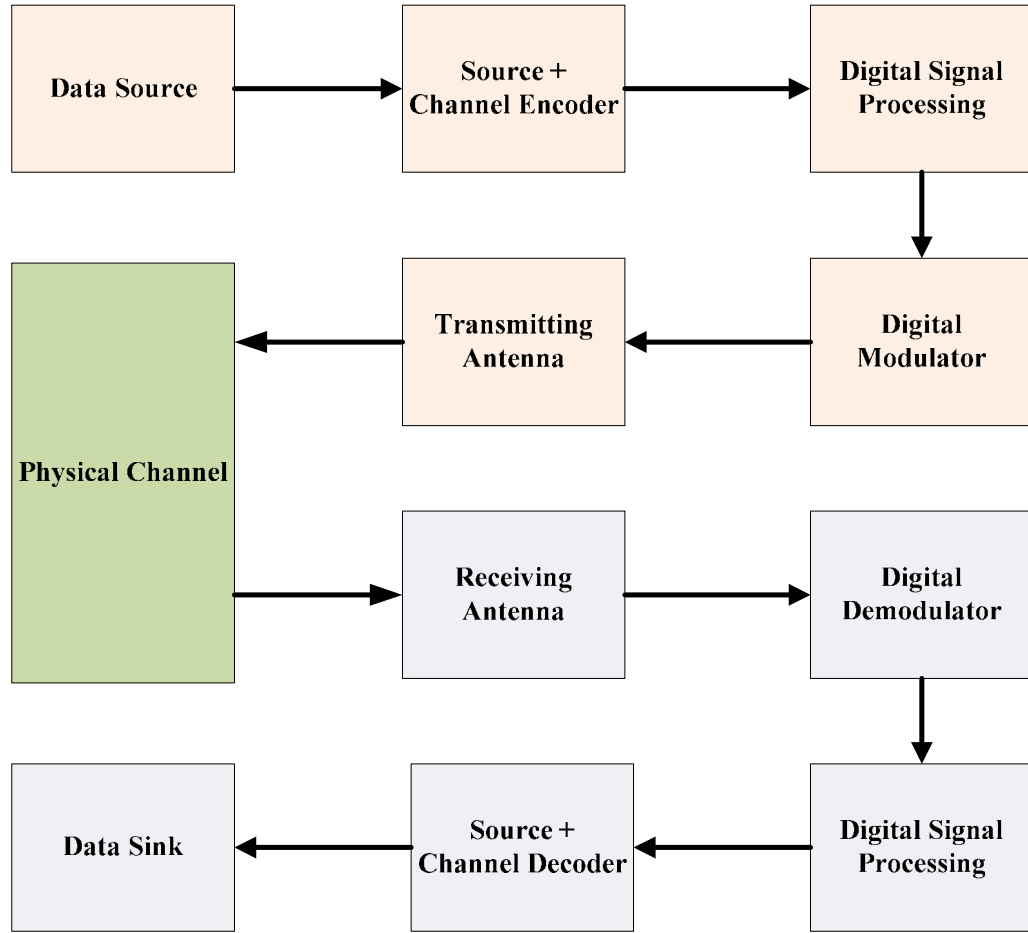 Data Source
Source +
Channel Encoder
Digital Signal
Processing
Transmitting
Antenna
Digital
Modulator
Physical Channel
Receiving
Antenna
Digital
Demodulator
Data Sink
Source +
Channel Decoder
Digital Signal
Processing